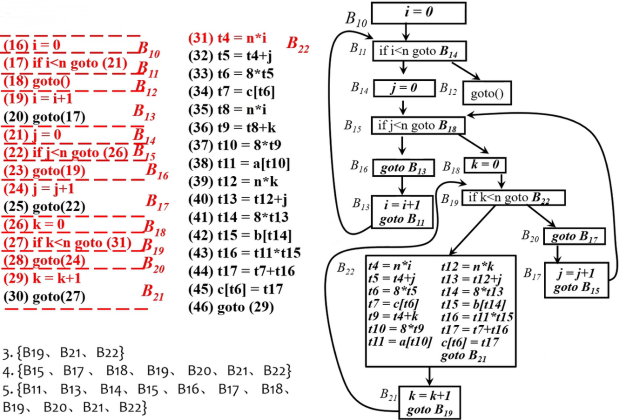 (16) i = 0
B10
(17) if i<n goto (21)
B11
(18) goto()
B12
(19) i = i+1
(20) goto(17)
B13
(21) j = 0
B14
(22) if j<n goto (26)
B15
(23) goto(19)
B16
(24) j = j+1
(25) goto(22)
B17
(26) k = 0
B18
(27) if k<n goto (31)
B19
(28) goto(24)
B20
(29) k = k+1
(30) goto(27)
B21
(31) t4 = n*i
B22
(32) t5 = t4+j
(33) t6 = 8*t5
(34) t7 = c[t6]
(35) t8 = n*i
(36) t9 = t8+k
(37) t10 = 8*t9
(38) t11 = a[t10]
(39) t12 = n*k
(40) t13 = t12+j
(41) t14 = 8*t13
(42) t15 = b[t14]
(43) t16 = t11*t15
(44) t17 = t7+t16
(45) c[t6] = t17
(46) goto (29)
B10
i = 0
B11
if i<n goto B14
B14
j = 0
B12
goto()
B15
if j<n goto B18
B16
goto B13
B18
k = 0
B13
i = i+1
goto B11
B19
if k<n goto B22
B20
goto B17
B17
j = j+1
goto B15
B22
t4 = n*i t12 = n*k
t5 = t4+j t13 = t12+j
t6 = 8*t5 t14 = 8*t13
t7 = c[t6] t15 = b[t14]
t9 = t4+k t16 = t11*t15
t10 = 8*t9 t17 = t7+t16
t11 = a[t10] c[t6] = t17
goto B21
B21
k = k+1
goto B19
3. {B19、B21、B22}
4. {B15、B17、B18、B19、B20、B21、B22}
5. {B11、B13、B14、B15、B16、B17、B18、
B19、B20、B21、B22}